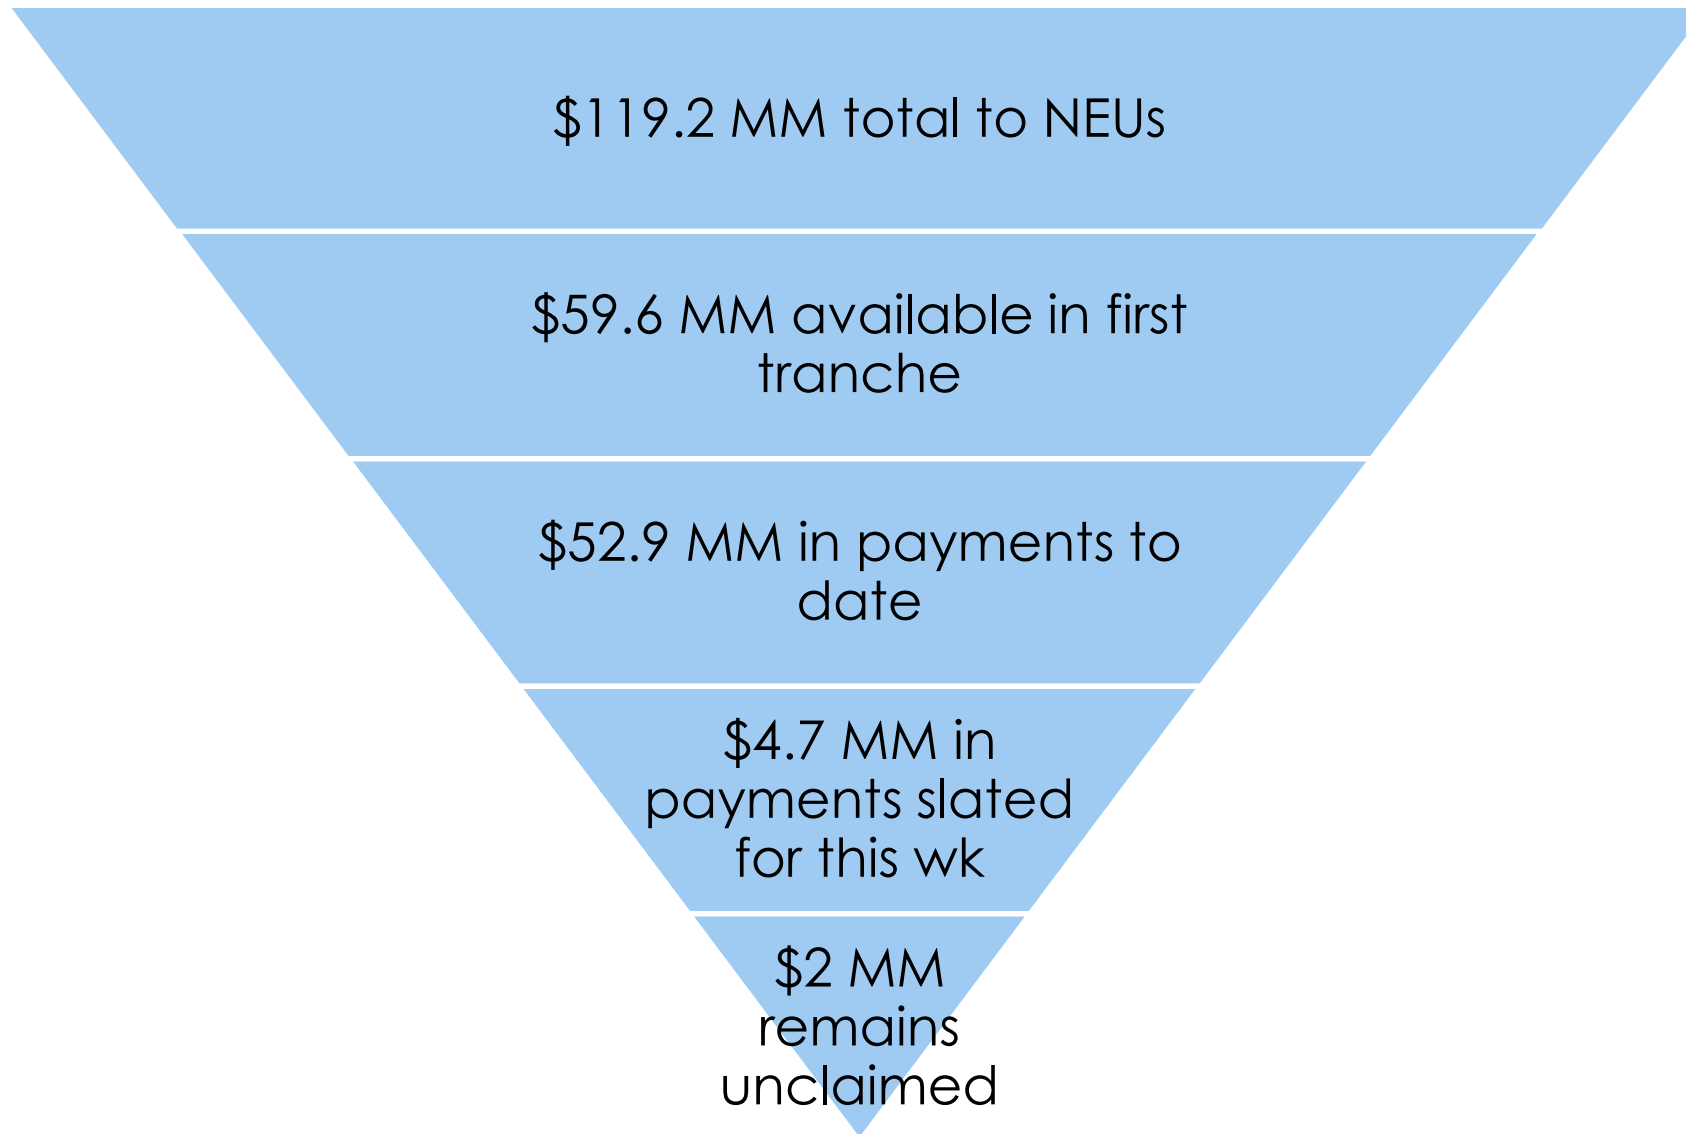 $119.2 MM total to NEUs
$59.6 MM available in first
tranche
$52.9 MM in payments to
date
$4.7 MM in
payments slated
for this wk
$2 MM
remains
unclaimed